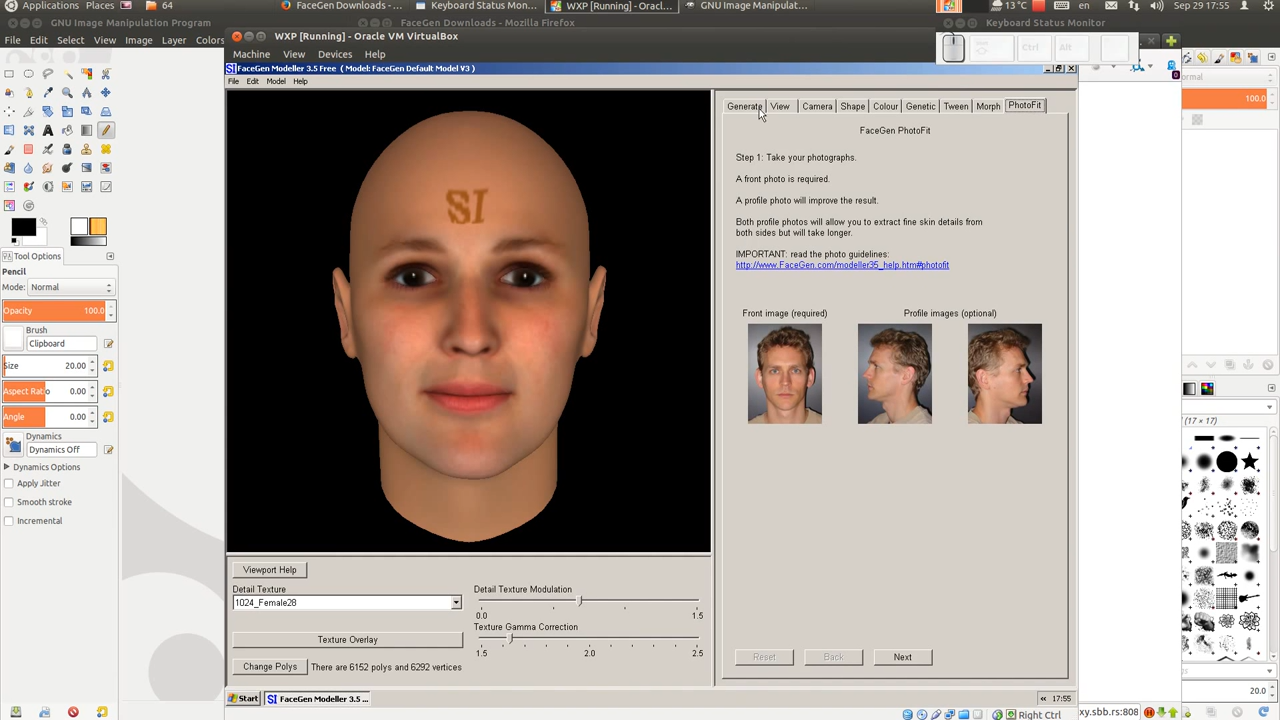 Applications Places 64
FaceGen Downloads -...
Keyboard Status Mon...
WXP [Running] - Oracl...
GNU Image Manipulat...
13 °C
en
Sep 29 17:55
GNU Image Manipulation Program
FaceGen Downloads - Mozilla Firefox
Keyboard Status Monitor
WXP [Running] - Oracle VM VirtualBox
File Edit Select View Image Layer Colors
Machine View Devices Help
Ctrl Alt
SI FaceGen Modeller 3.5 Free ( Model: FaceGen Default Model V3 )
File Edit Model Help
Generate View Camera Shape Colour Genetic Tween Morph PhotoFit
FaceGen PhotoFit
Step 1: Take your photographs.
A front photo is required.
A profile photo will improve the result.
Both profile photos will allow you to extract fine skin details from
both sides but will take longer.
IMPORTANT: read the photo guidelines:
http://www.FaceGen.com/modeller35_help.htm#photofit
Front image (required)
Profile images (optional)
SI
Tool Options
Pencil
Mode: Normal
Opacity 100.0
Brush
Clipboard
Size 20.00
Aspect Ratio 0.00
Angle 0.00
Dynamics
Dynamics Off
Dynamics Options
Apply Jitter
Smooth stroke
Incremental
100.0
(17 × 17)
20.0
Viewport Help
Detail Texture
1024_Female28
Texture Overlay
Change Polys
There are 6152 polys and 6292 vertices
Detail Texture Modulation
0.0 1.5
Texture Gamma Correction
1.5 2.0 2.5
Reset Back Next
Start
SI FaceGen Modeller 3.5 ...
« 17:55
Right Ctrl
xy.sbb.rs:808